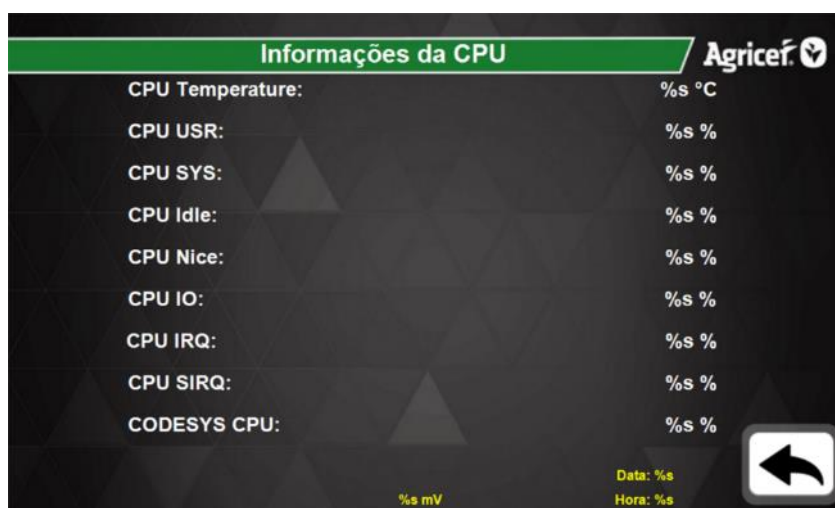 Informações da CPU
Agricef
CPU Temperature: %s °C
CPU USR: %s %
CPU SYS: %s %
CPU Idle: %s %
CPU Nice: %s %
CPU IO: %s %
CPU IRQ: %s %
CPU SIRQ: %s %
CODESYS CPU: %s %
Data: %s
%s mV Hora: %s